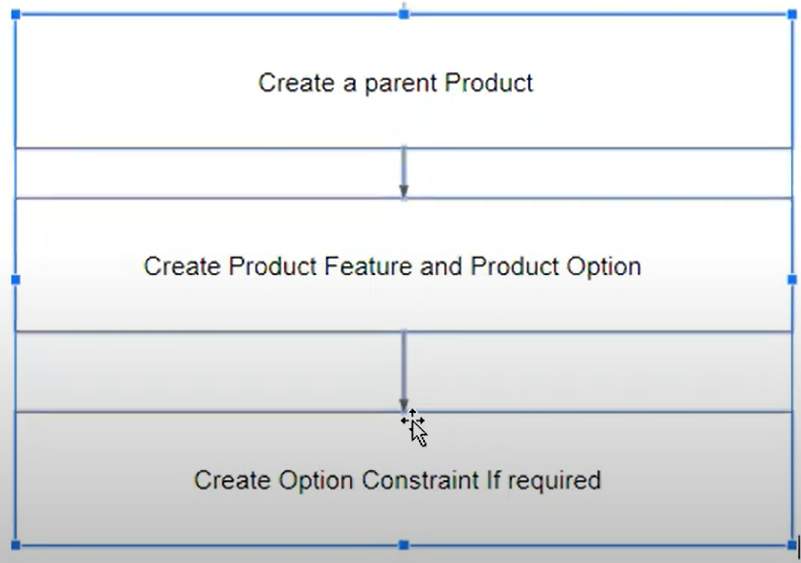 Create a parent Product
Create Product Feature and Product Option
Create Option Constraint If required